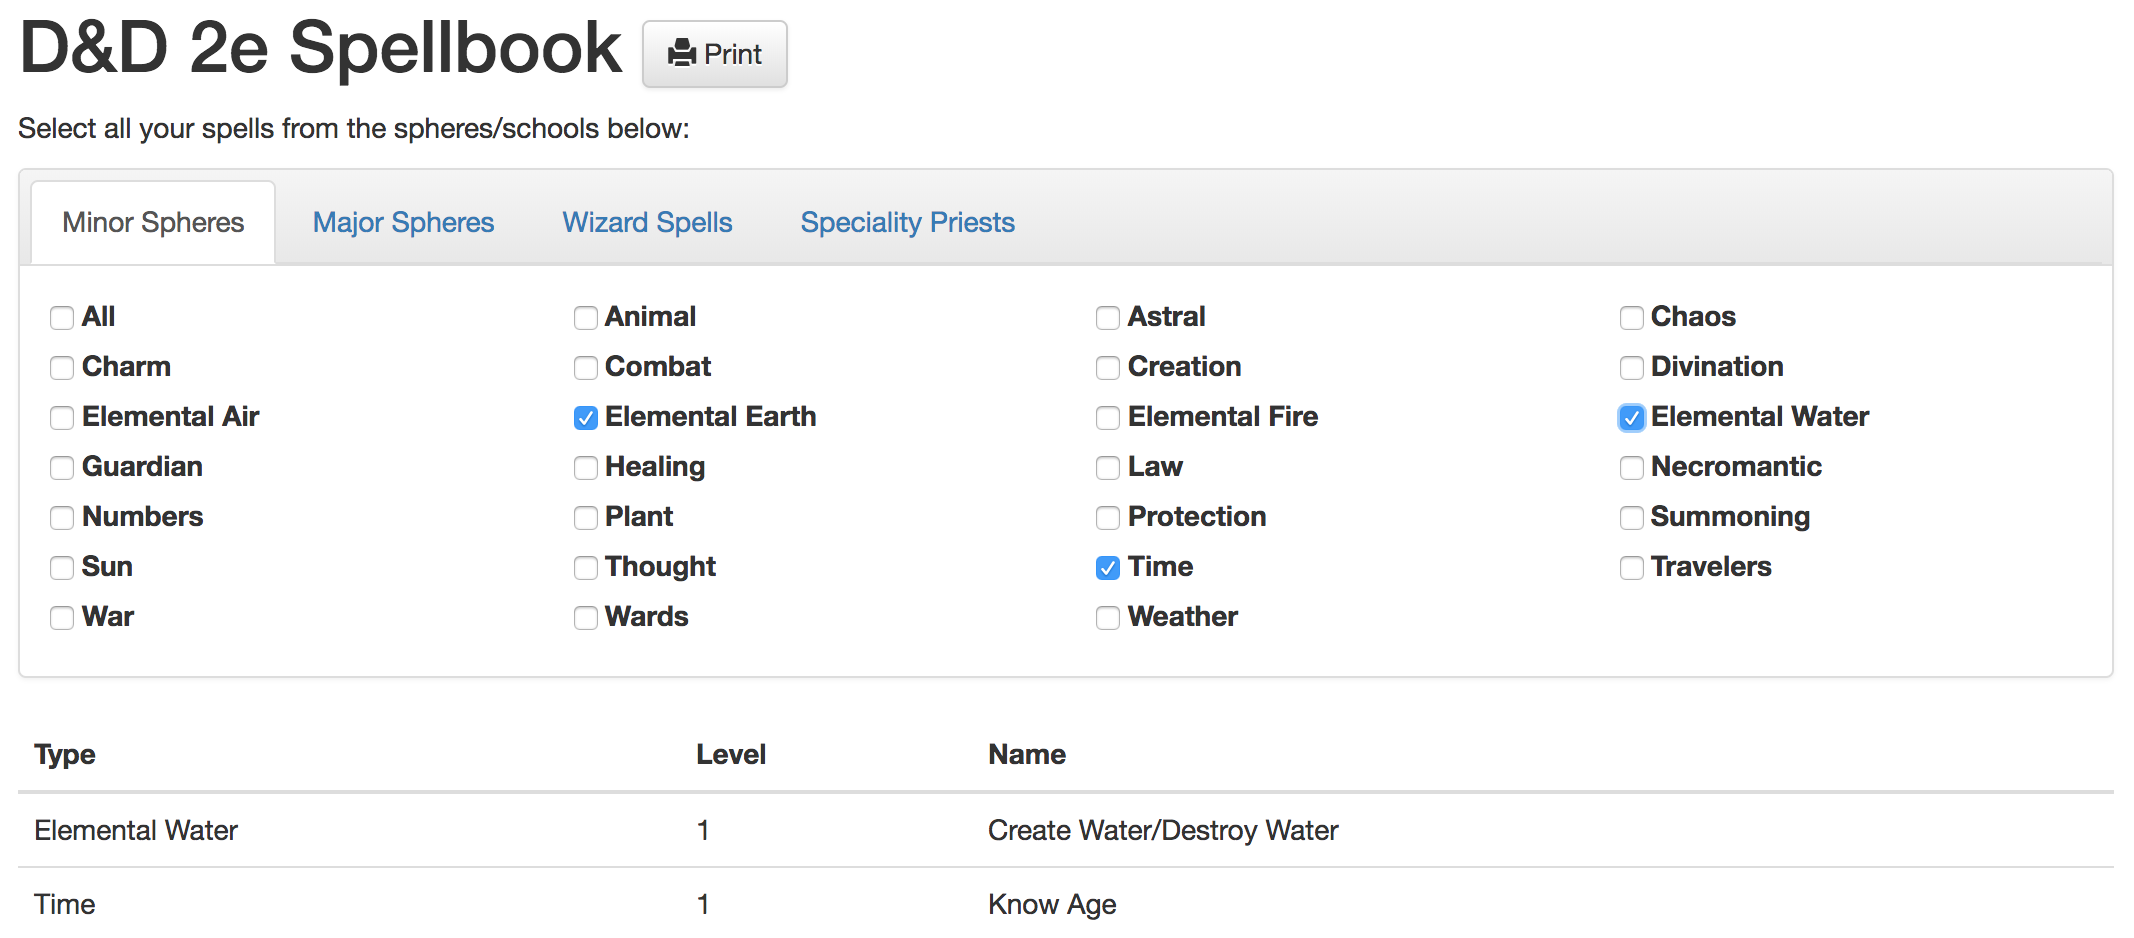 D&D 2e Spellbook Print
Select all your spells from the spheres/schools below:
Minor Spheres Major Spheres Wizard Spells Speciality Priests
All Animal Astral Chaos
Charm Combat Creation Divination
Elemental Air Elemental Earth Elemental Fire Elemental Water
Guardian Healing Law Necromantic
Numbers Plant Protection Summoning
Sun Thought Time Travelers
War Wards Weather
Type Level Name
Elemental Water 1 Create Water/Destroy Water
Time 1 Know Age